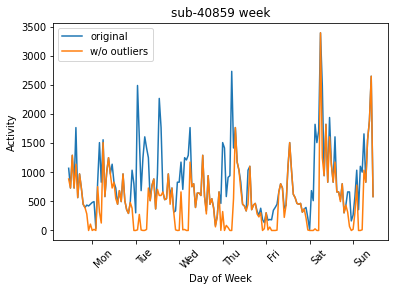 sub-40859 week
original
w/o outliers
Activity
3500
3000
2500
2000
1500
1000
500
0
Mon
Tue
Wed
Thu
Fri
Sat
Sun
Day of Week